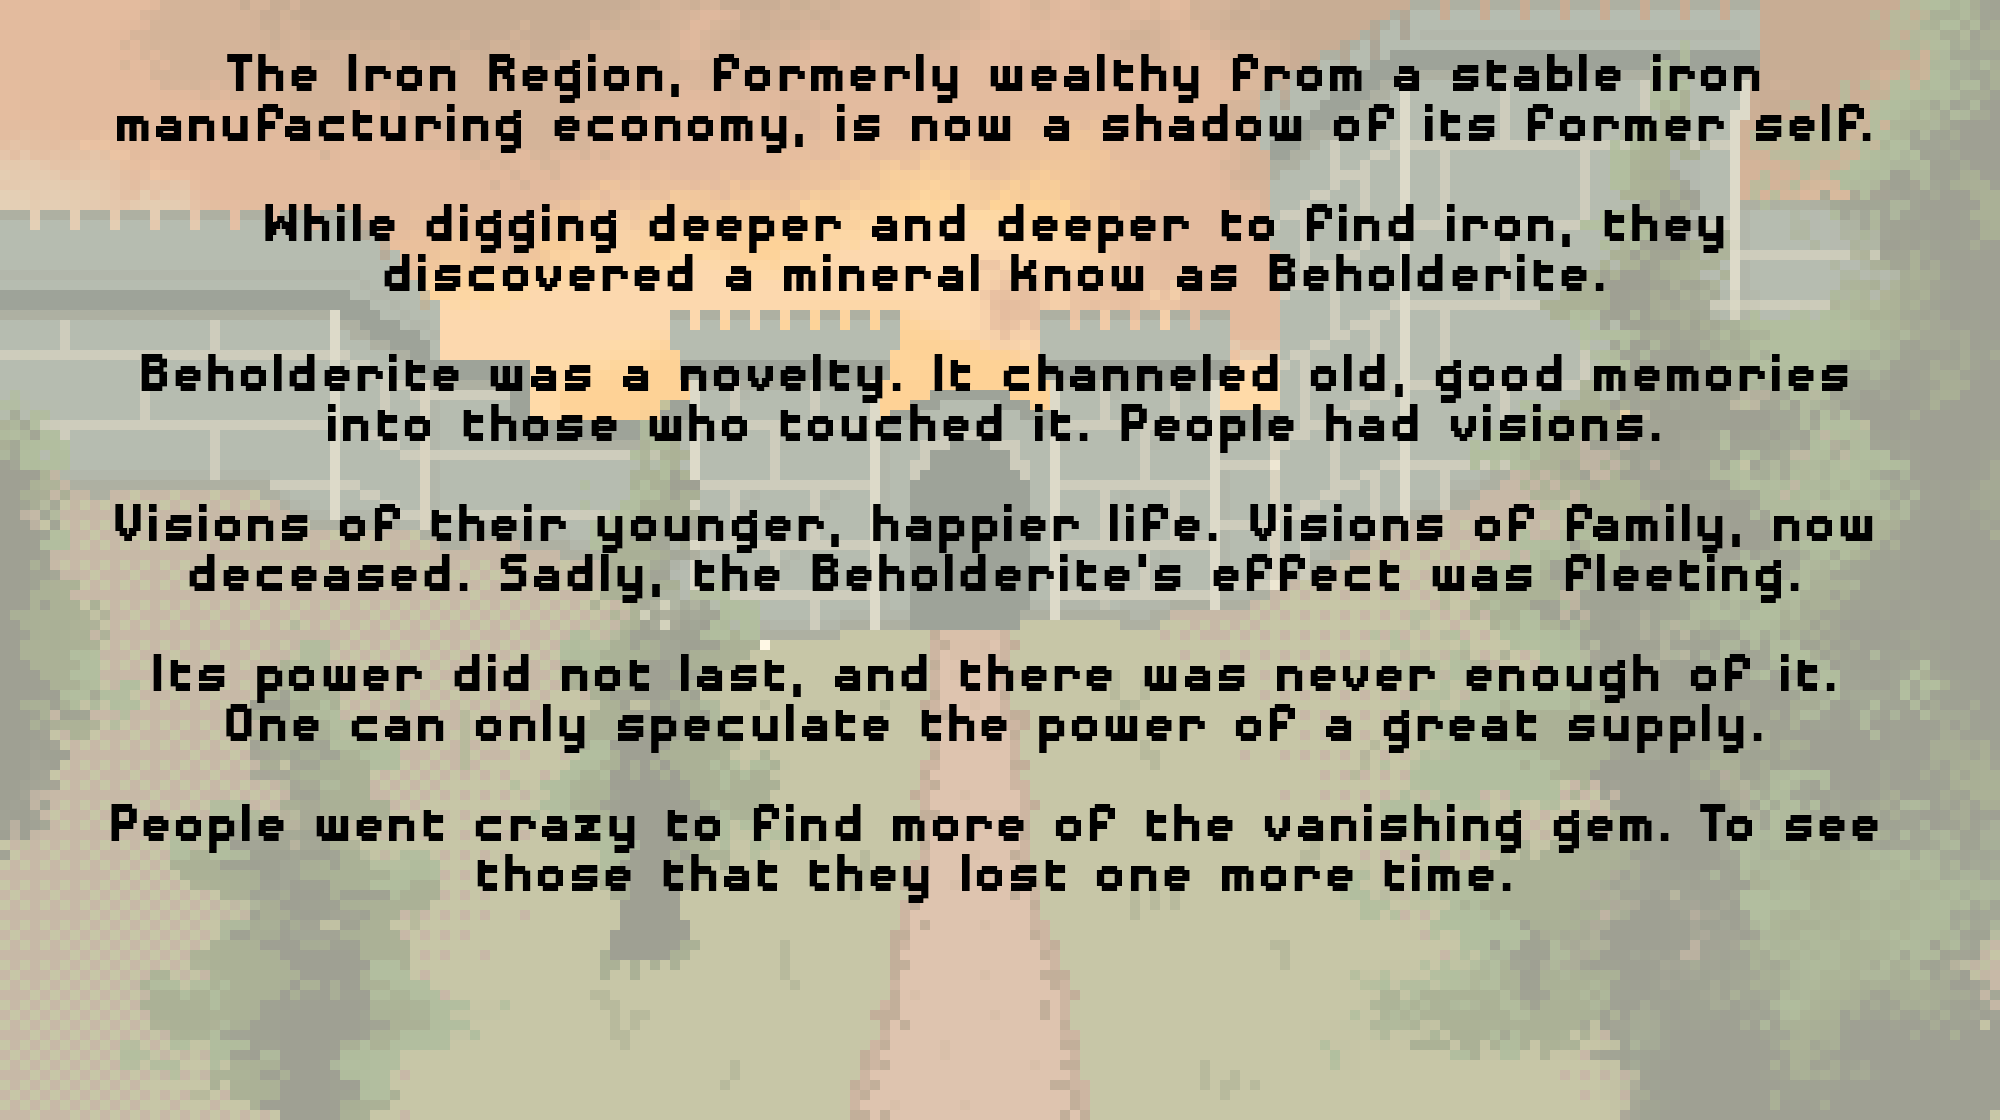 The Iron Region, formerly wealthy from a stable iron
manufacturing economy, is now a shadow of its former self.
While digging deeper and deeper to find iron, they
discovered a mineral know as Beholderite.
Beholderite was a novelty. It channeled old, good memories
into those who touched it. People had visions.
Visions of their younger, happier life. Visions of family, now
deceased. Sadly, the Beholderite's effect was fleeting.
Its power did not last, and there was never enough of it.
One can only speculate the power of a great supply.
People went crazy to find more of the vanishing gem. To see
those that they lost one more time.